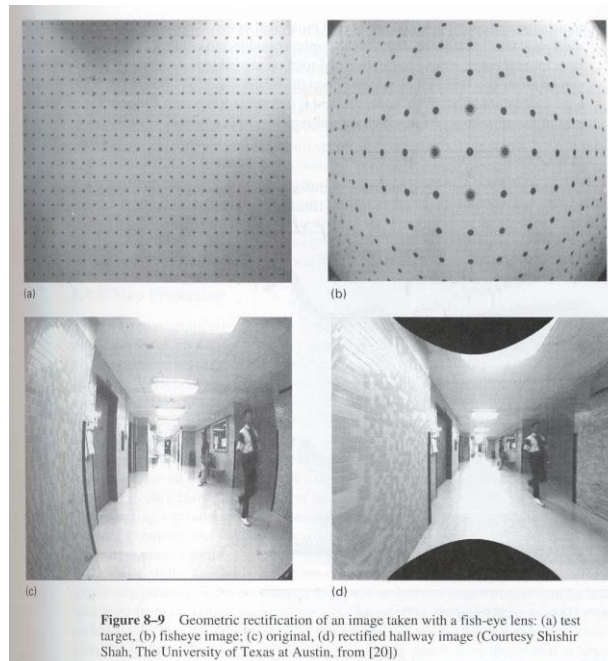 (a)
(b)
(c)
(d)
Figure 8–9 Geometric rectification of an image taken with a fish-eye lens: (a) test
target, (b) fisheye image; (c) original, (d) rectified hallway image (Courtesy Shishir
Shah, The University of Texas at Austin, from [20])